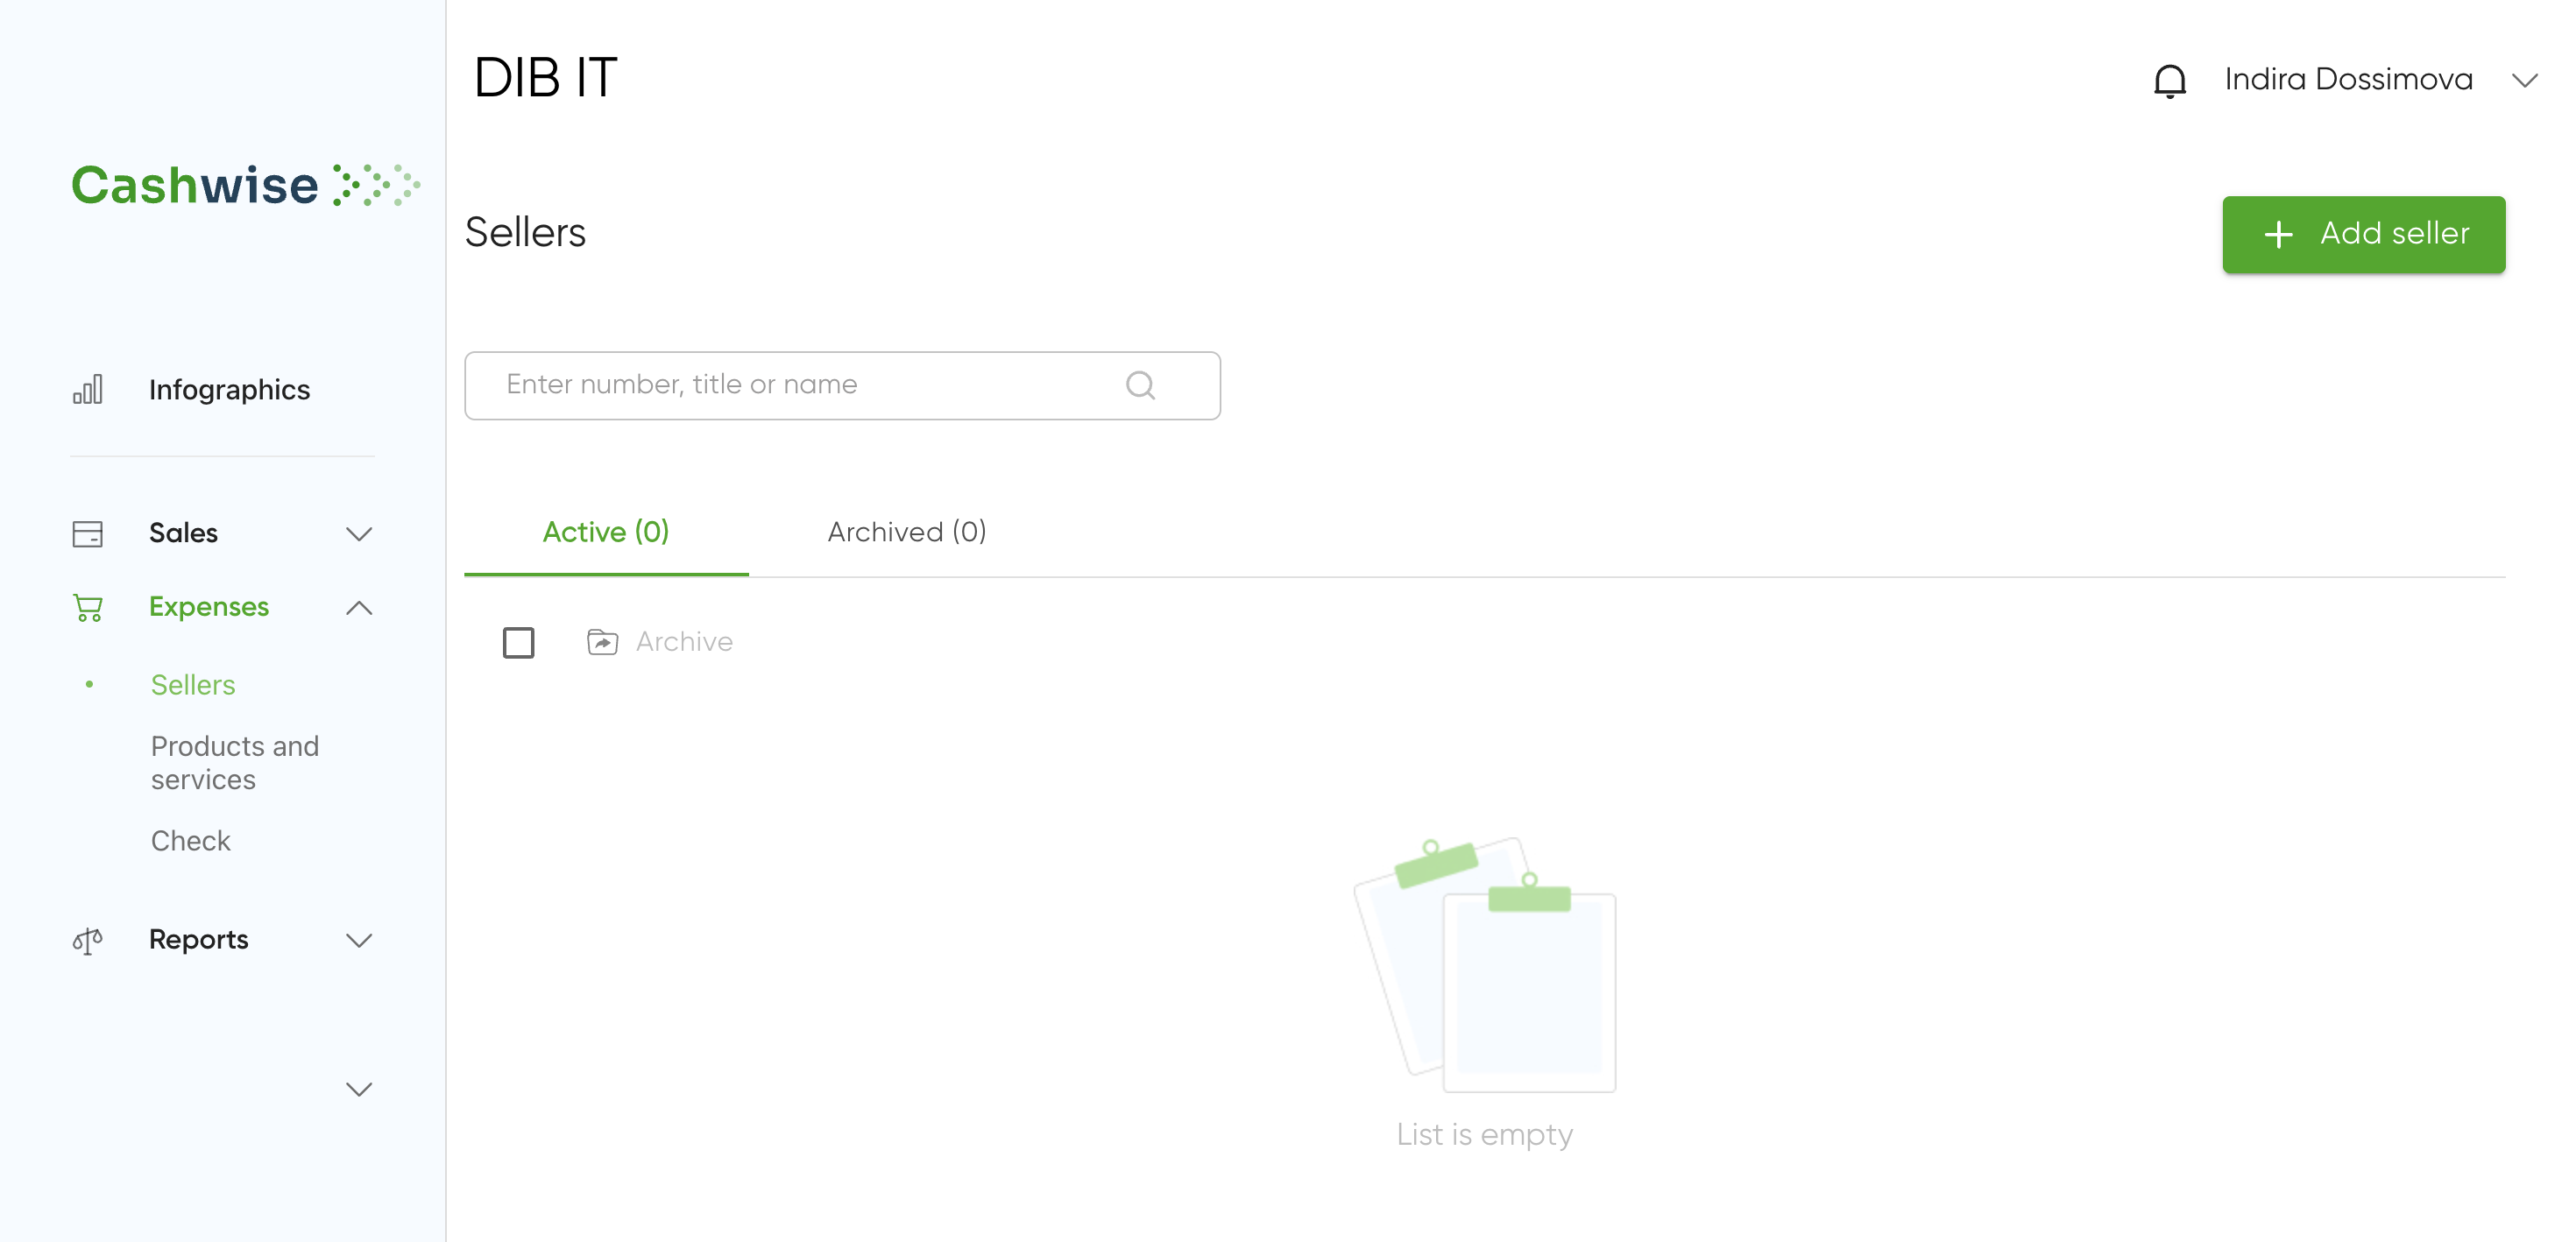 DIB IT
Indira Dossimova
Cashwise
Sellers
Add seller
Infographics
Enter number, title or name
Sales
Active (0)
Archived (0)
Expenses
Archive
Sellers
Products and
services
Check
Reports
List is empty